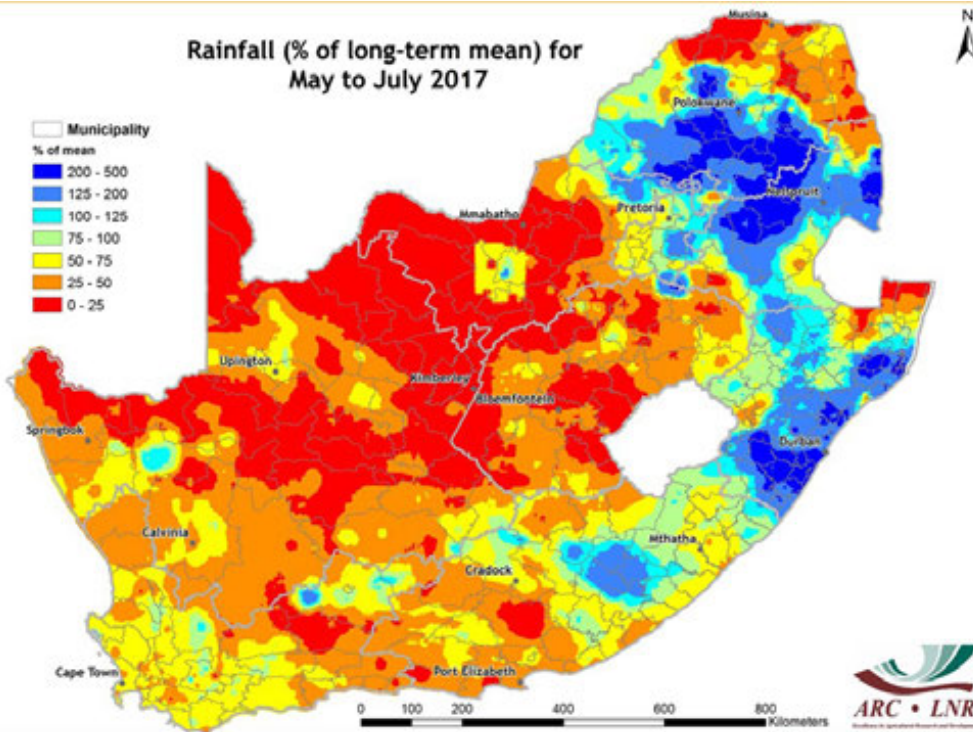 Rainfall (% of long-term mean) for
May to July 2017
N
Municipality
% of mean
200 - 500
125 - 200
100 - 125
75 - 100
50 - 75
25 - 50
0 - 25
Musina
Polokwane
Nelspruit
Pretoria
Mmabatho
Upington
Kimberley
Bloemfontein
Springbok
Durban
Calvinia
Mthatha
Cradock
Cape Town
Port Elizabeth
0 100 200 400 600 800
Kilometers
ARC • LNR